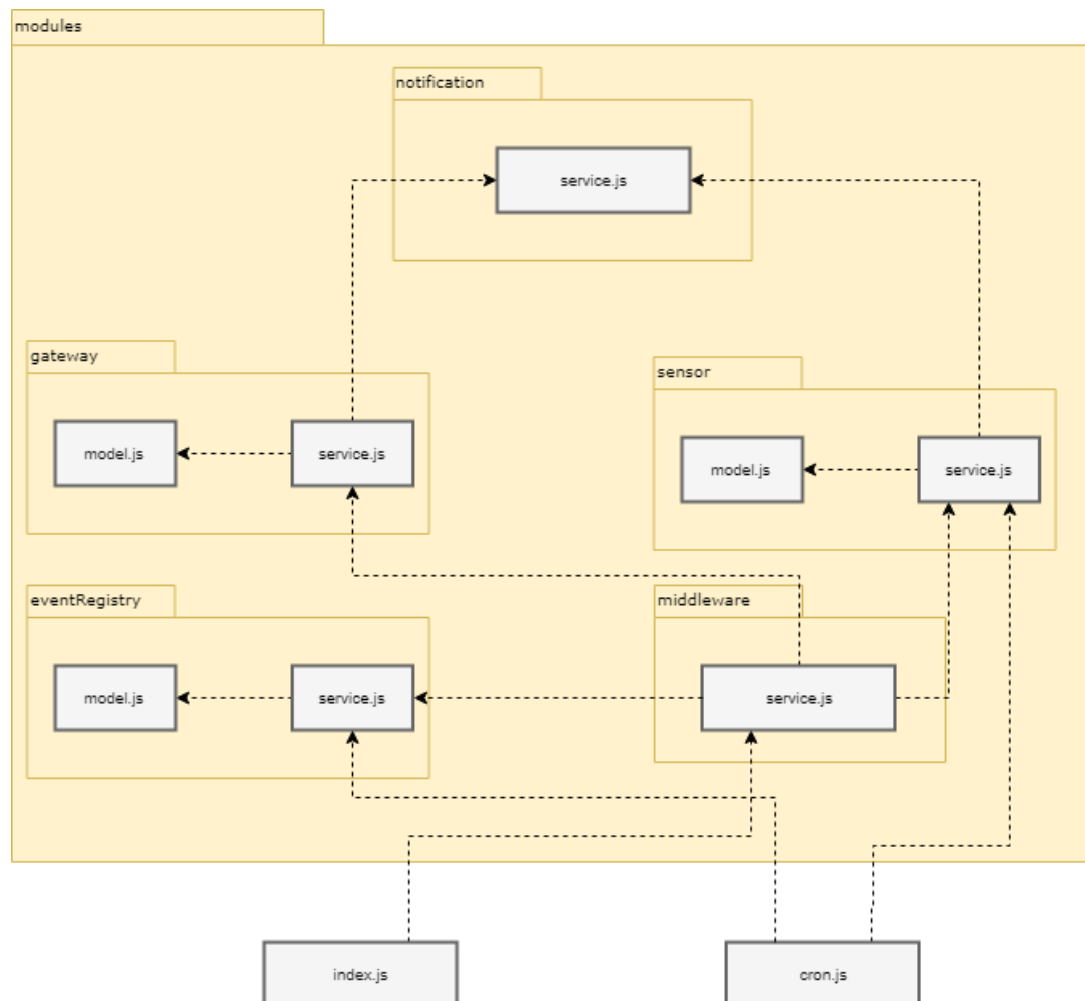 modules
notification
service.js
gateway
sensor
model.js
service.js
model.js
service.js
eventRegistry
middleware
model.js
service.js
service.js
index.js
cron.js